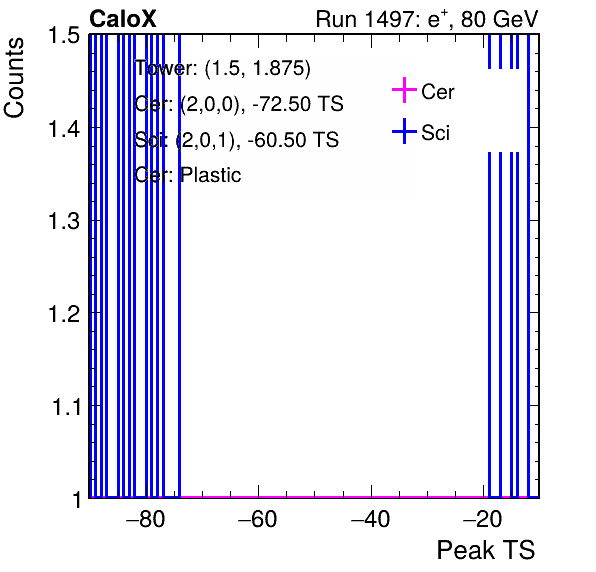 CaloX Run 1497: e+, 80 GeV
Counts
1.5
1.4
1.3
1.2
1.1
1
Tower: (1.5, 1.875)
Cer: (2,0,0), -72.50 TS
Sci: (2,0,1), -60.50 TS
Cer: Plastic
Cer
Sci
−80 −60 −40 −20
Peak TS